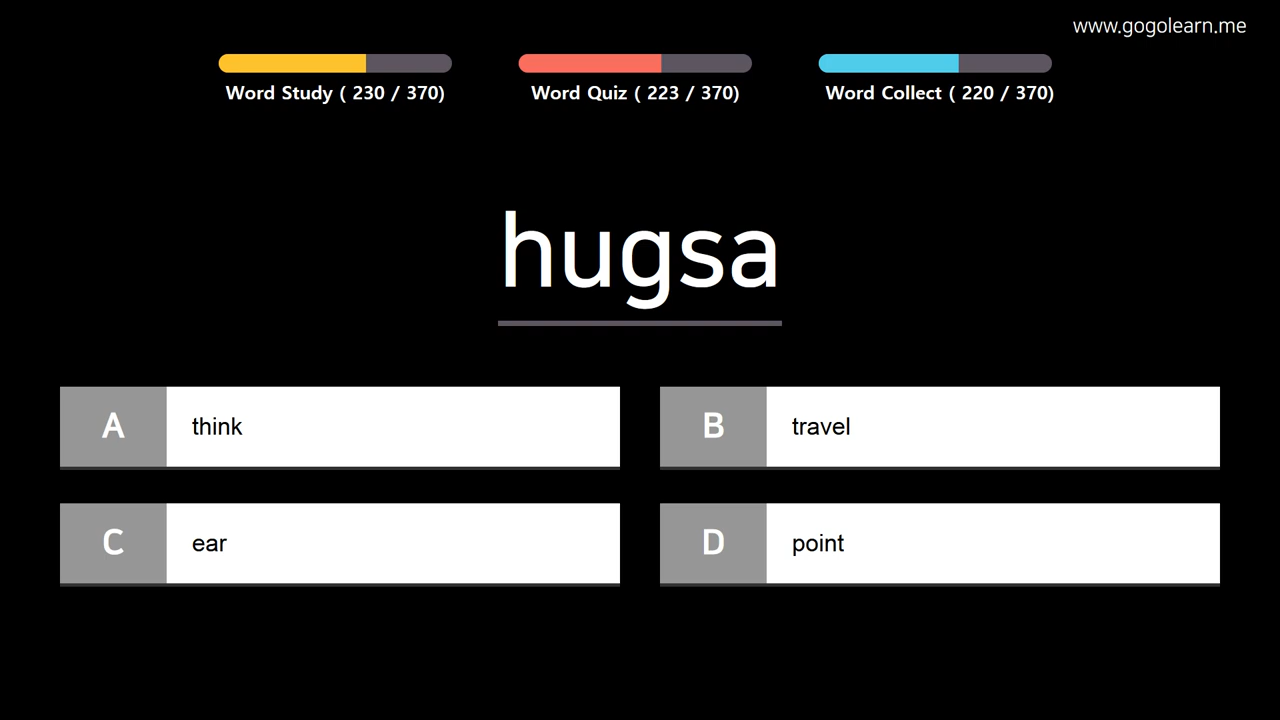 www.gogolearn.me
Word Study ( 230 / 370)
Word Quiz ( 223 / 370)
Word Collect ( 220 / 370)
hugsa
A think
B travel
C ear
D point